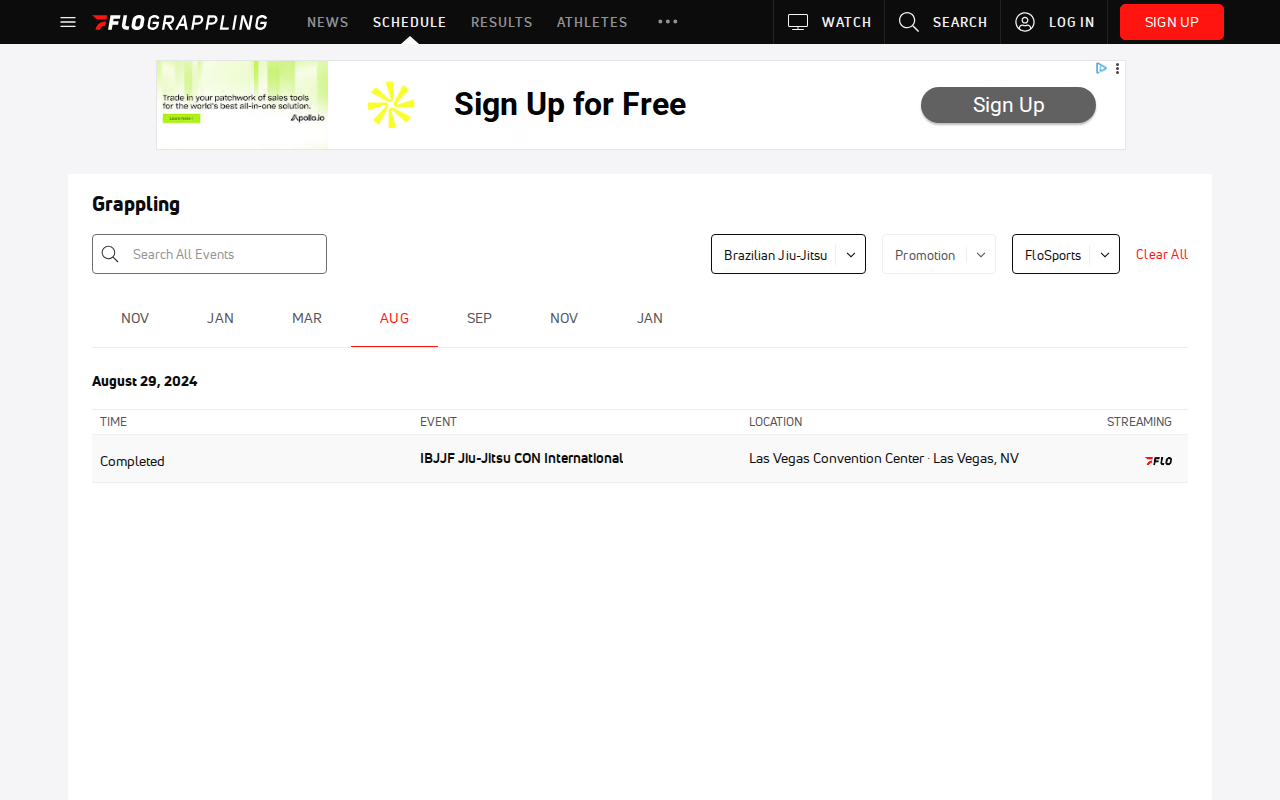 FLOGRAPPLING NEWS SCHEDULE RESULTS ATHLETES ••• WATCH SEARCH LOG IN SIGN UP
Trade in your patchwork of sales tools
for the world's best all-in-one solution.
Learn more
Apollo.io
Sign Up for Free
Sign Up
Grappling
Search All Events
Brazilian Jiu-Jitsu
Promotion
FloSports
Clear All
NOV JAN MAR AUG SEP NOV JAN
August 29, 2024
TIME EVENT LOCATION STREAMING
Completed IBJJF Jiu-Jitsu CON International Las Vegas Convention Center · Las Vegas, NV FLO